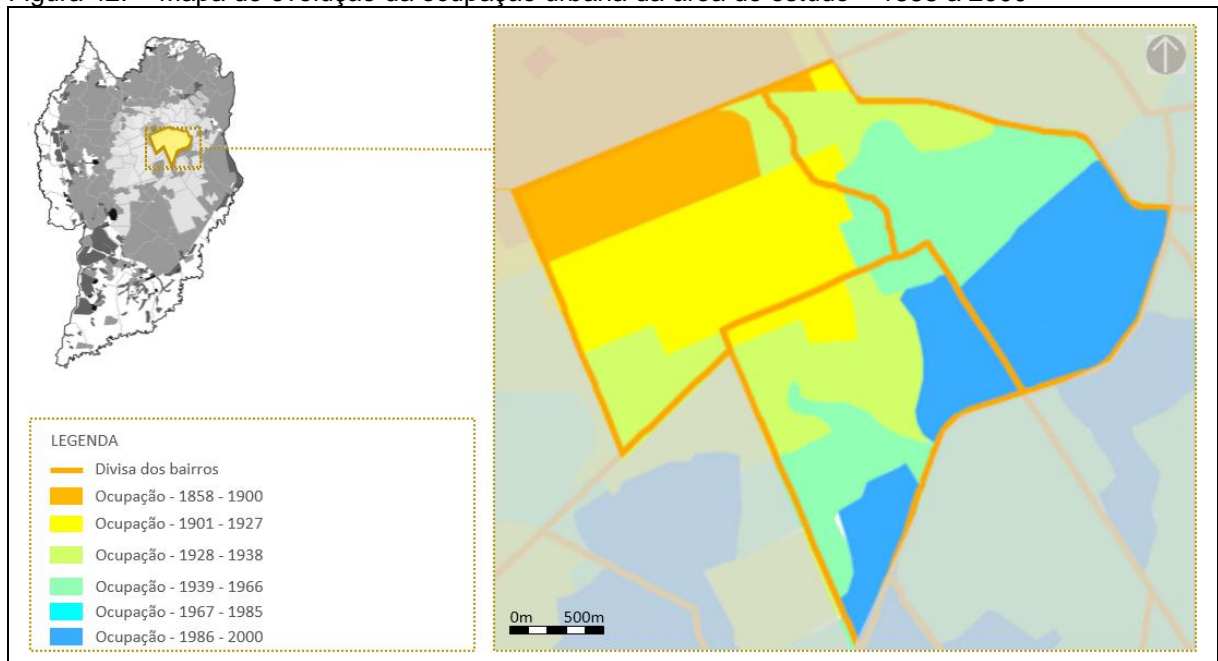 LEGENDA
Divisa dos bairros
Ocupação - 1858 - 1900
Ocupação - 1901 - 1927
Ocupação - 1928 - 1938
Ocupação - 1939 - 1966
Ocupação - 1967 - 1985
Ocupação - 1986 - 2000
0m 500m